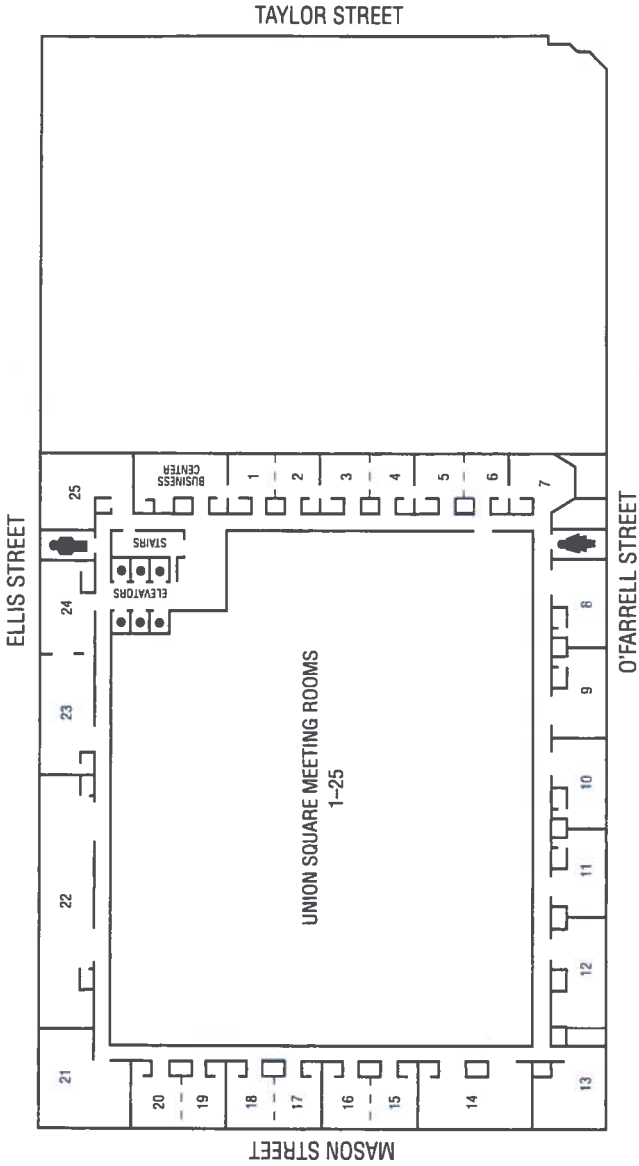 TAYLOR STREET
ELLIS STREET
O'FARRELL STREET
MASON STREET
25
BUSINESS
CENTER
1
2
3
4
5
6
7
STAIRS
ELEVATORS
24
23
22
21
UNION SQUARE MEETING ROOMS
1–25
8
9
10
11
12
13
20
19
18
17
16
15
14